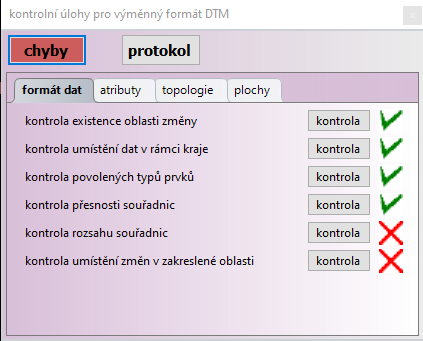 kontrolní úlohy pro výměnný formát DTM
chyby protokol
formát dat atributy topologie plochy
kontrola existence oblasti změny kontrola
kontrola umístění dat v rámci kraje kontrola
kontrola povolených typů prvků kontrola
kontrola přesnosti souřadnic kontrola
kontrola rozsahu souřadnic kontrola
kontrola umístění změn v zakreslené oblasti kontrola